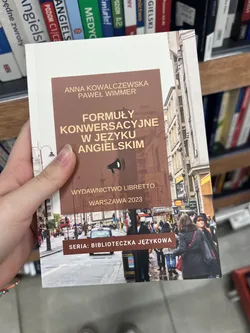 ANNA KOWALCZEWSKA
PAWEŁ WIMMER
FORMUŁY
KONWERSACYJNE
W JĘZYKU
ANGIELSKIM
WYDAWNICTWO LIBRETTO
WARSZAWA 2023
SERIA: BIBLIOTECZKA JĘZYKOWA